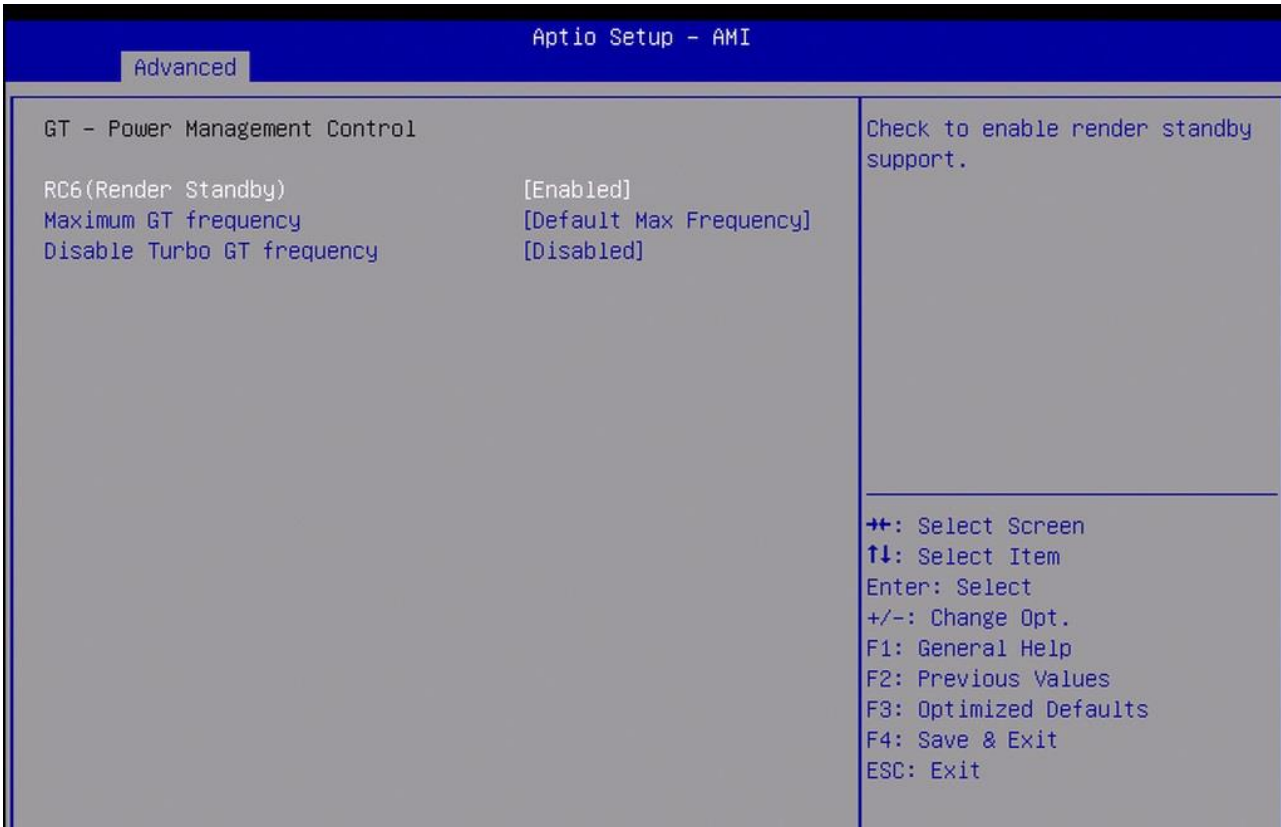 Aptio Setup – AMI
Advanced
GT – Power Management Control
RC6(Render Standby) [Enabled]
Maximum GT frequency [Default Max Frequency]
Disable Turbo GT frequency [Disabled]
Check to enable render standby
support.
→←: Select Screen
↑↓: Select Item
Enter: Select
+/-: Change Opt.
F1: General Help
F2: Previous Values
F3: Optimized Defaults
F4: Save & Exit
ESC: Exit